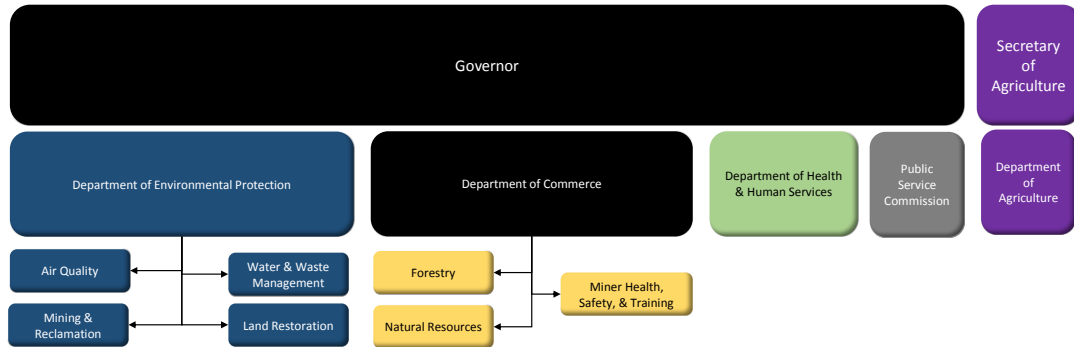 Governor
Secretary
of
Agriculture
Department of Environmental Protection
Department of Commerce
Department of Health
& Human Services
Public
Service
Commission
Department
of
Agriculture
Air Quality
Water & Waste
Management
Forestry
Miner Health,
Safety, & Training
Mining &
Reclamation
Land Restoration
Natural Resources